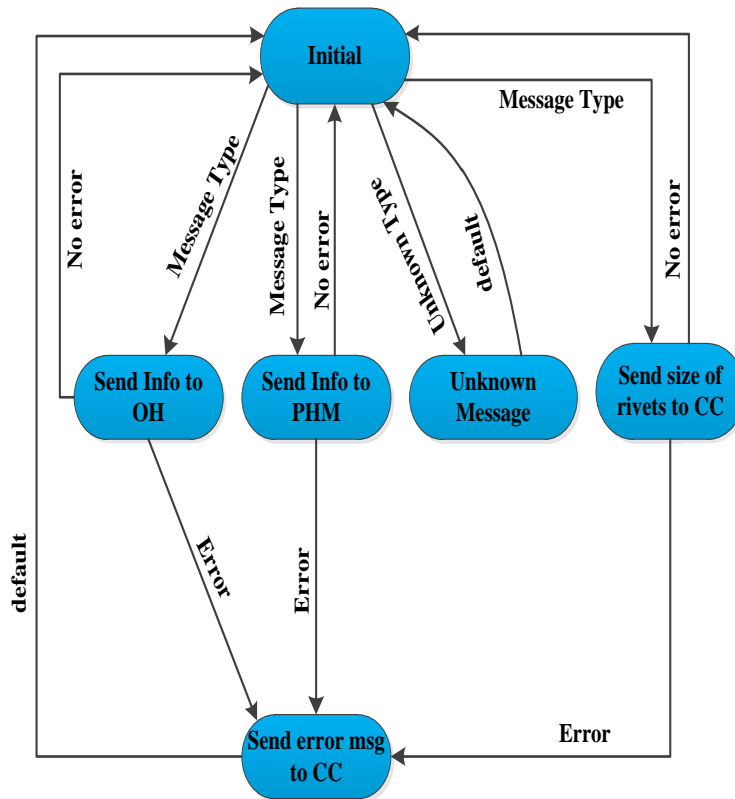 Initial
Message Type
No error
Message Type
Message Type
No error
Unknown Type
default
No error
Send Info to
OH
Send Info to
PHM
Unknown
Message
Send size of
rivets to CC
default
Error
Error
Error
Send error msg
to CC